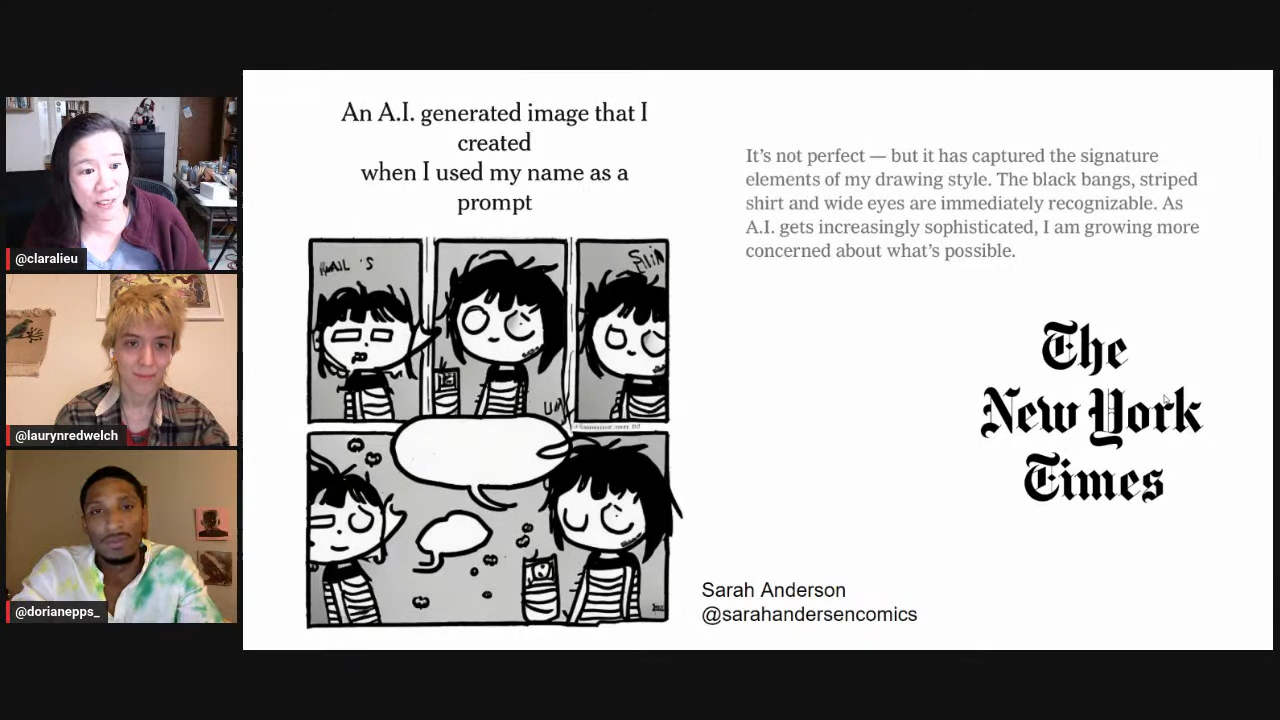 An A.I. generated image that I
created
when I used my name as a
prompt
It's not perfect — but it has captured the signature
elements of my drawing style. The black bangs, striped
shirt and wide eyes are immediately recognizable. As
A.I. gets increasingly sophisticated, I am growing more
concerned about what's possible.
@claralieu
@laurynredwelch
@dorianepps_
The
New York
Times
Sarah Anderson
@sarahandersencomics